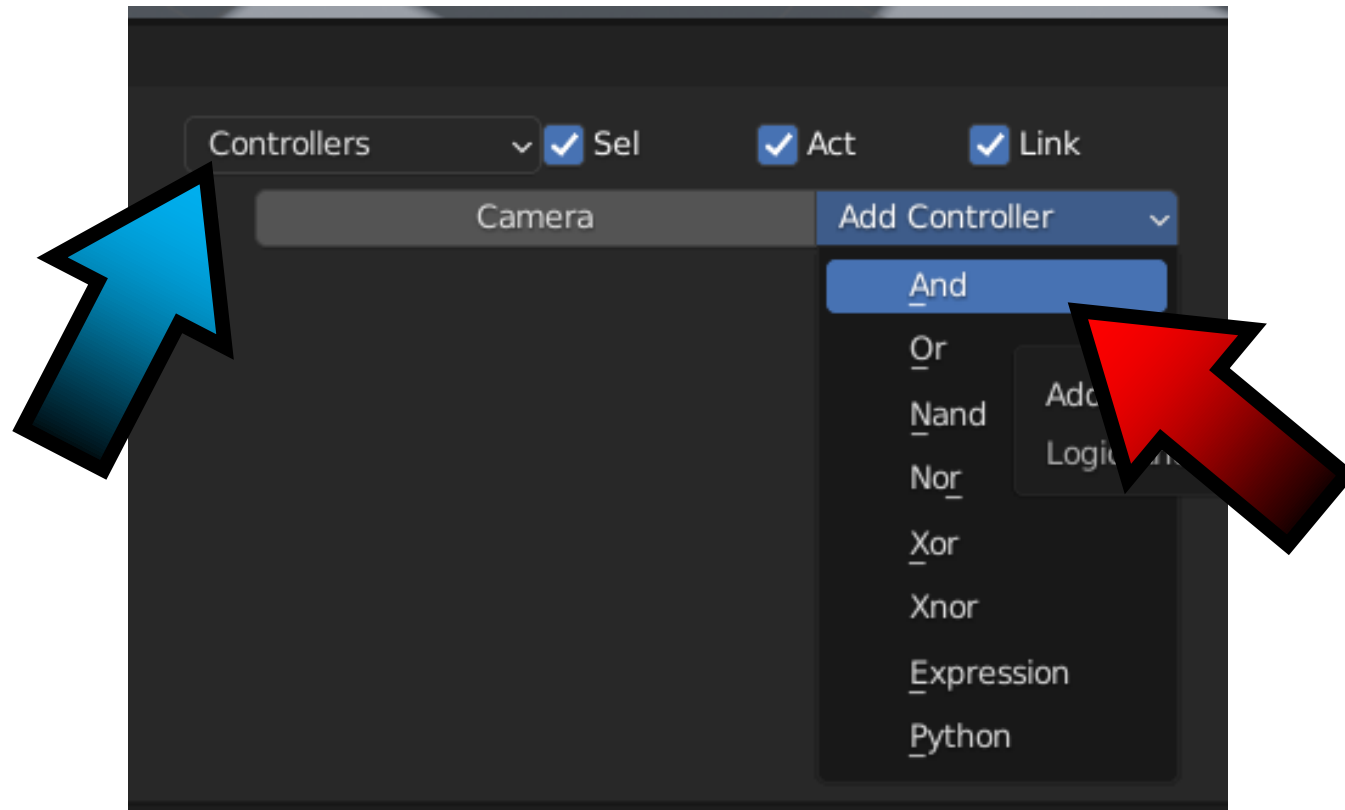 Controllers Sel Act Link
Camera Add Controller
And
Or
Nand
Nor
Xor
Xnor
Expression
Python